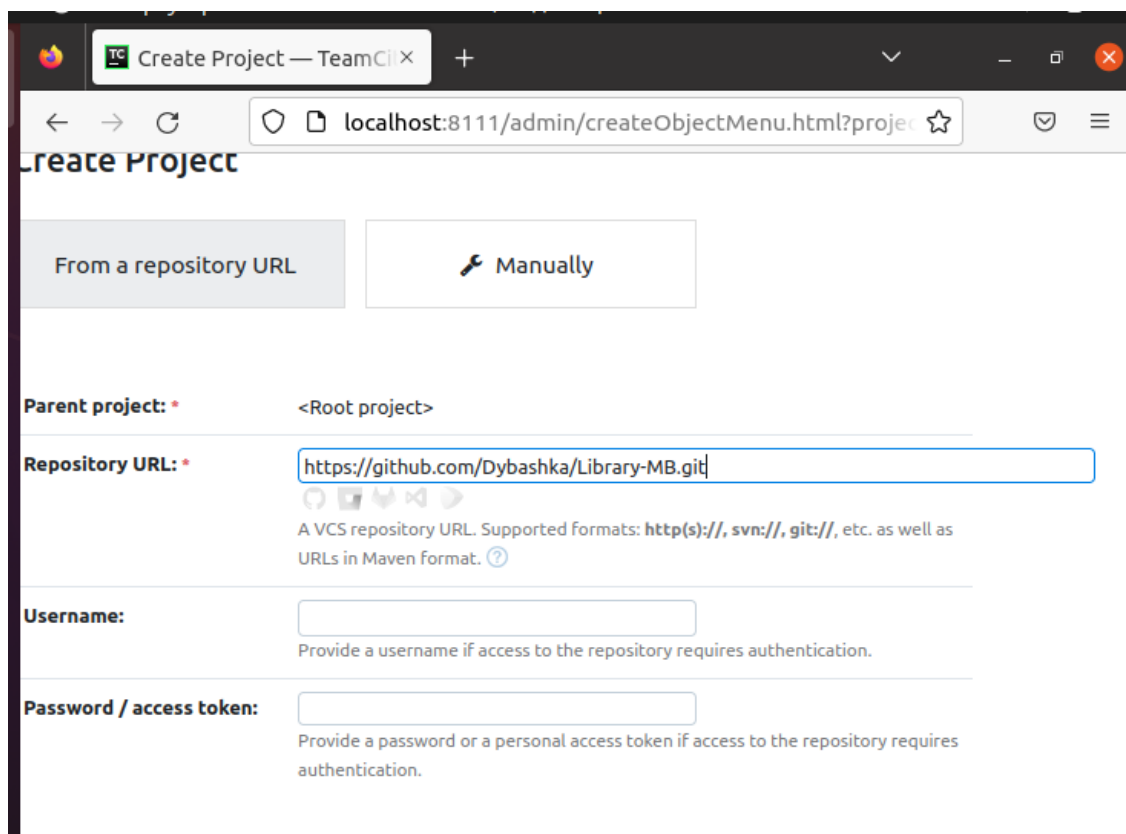 TC Create Project — TeamCi
localhost:8111/admin/createObjectMenu.html?projec
Create Project
From a repository URL
Manually
Parent project: *
<Root project>
Repository URL: *
https://github.com/Dybashka/Library-MB.git
A VCS repository URL. Supported formats: http(s)://, svn://, git://, etc. as well as
URLs in Maven format. ?
Username:
Provide a username if access to the repository requires authentication.
Password / access token:
Provide a password or a personal access token if access to the repository requires
authentication.